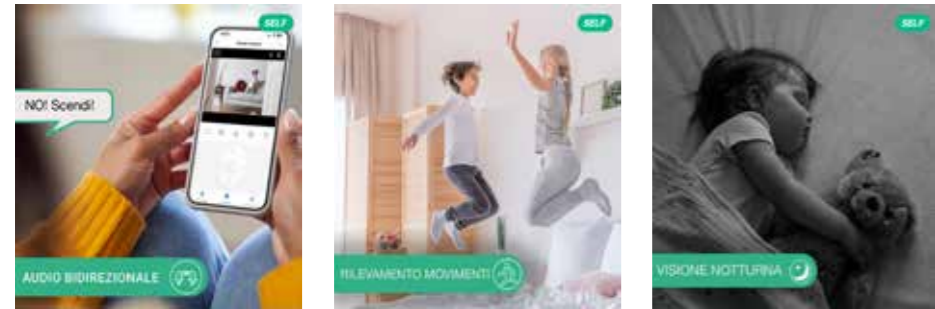 SELF
NO! Scendi!
AUDIO BIDIREZIONALE
SELF
RILEVAMENTO MOVIMENTI
SELF
VISIONE NOTTURNA